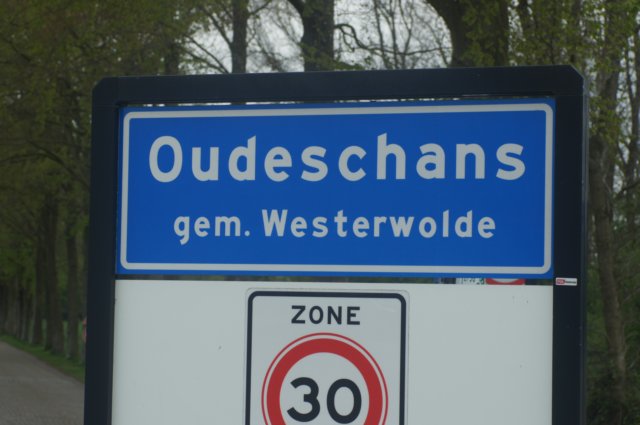 Oudeschans
gem. Westerwolde
ZONE
30